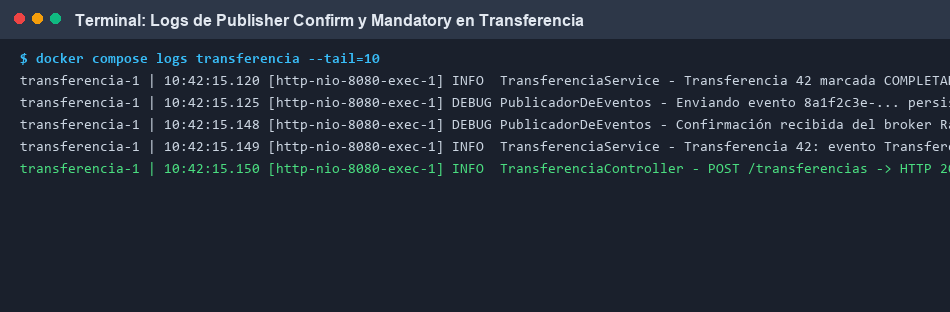 Terminal: Logs de Publisher Confirm y Mandatory en Transferencia
$ docker compose logs transferencia --tail=10
transferencia-1 | 10:42:15.120 [http-nio-8080-exec-1] INFO  TransferenciaService - Transferencia 42 marcada
transferencia-1 | 10:42:15.125 [http-nio-8080-exec-1] DEBUG PublicadorDeEventos - Enviando evento 8a1f2c3e-...
transferencia-1 | 10:42:15.148 [http-nio-8080-exec-1] DEBUG PublicadorDeEventos - Confirmación recibida del broker
transferencia-1 | 10:42:15.149 [http-nio-8080-exec-1] INFO  TransferenciaService - Transferencia 42: evento
transferencia-1 | 10:42:15.150 [http-nio-8080-exec-1] INFO  TransferenciaController - POST /transferencias -> HTTP